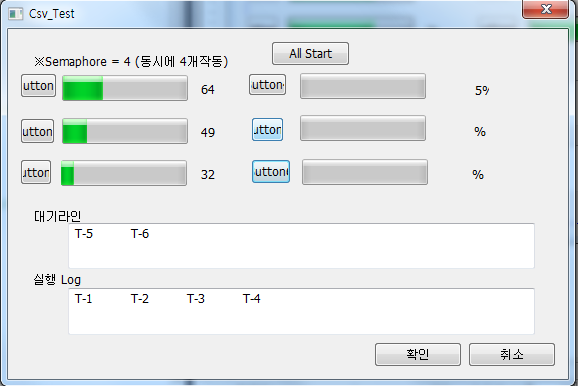 Csv_Test
※Semaphore = 4 (동시에 4개작동)
All Start
utton 64 utton 5%
utton 49 utton %
utton 32 utton %
대기라인
T-5 T-6
실행 Log
T-1 T-2 T-3 T-4
확인 취소